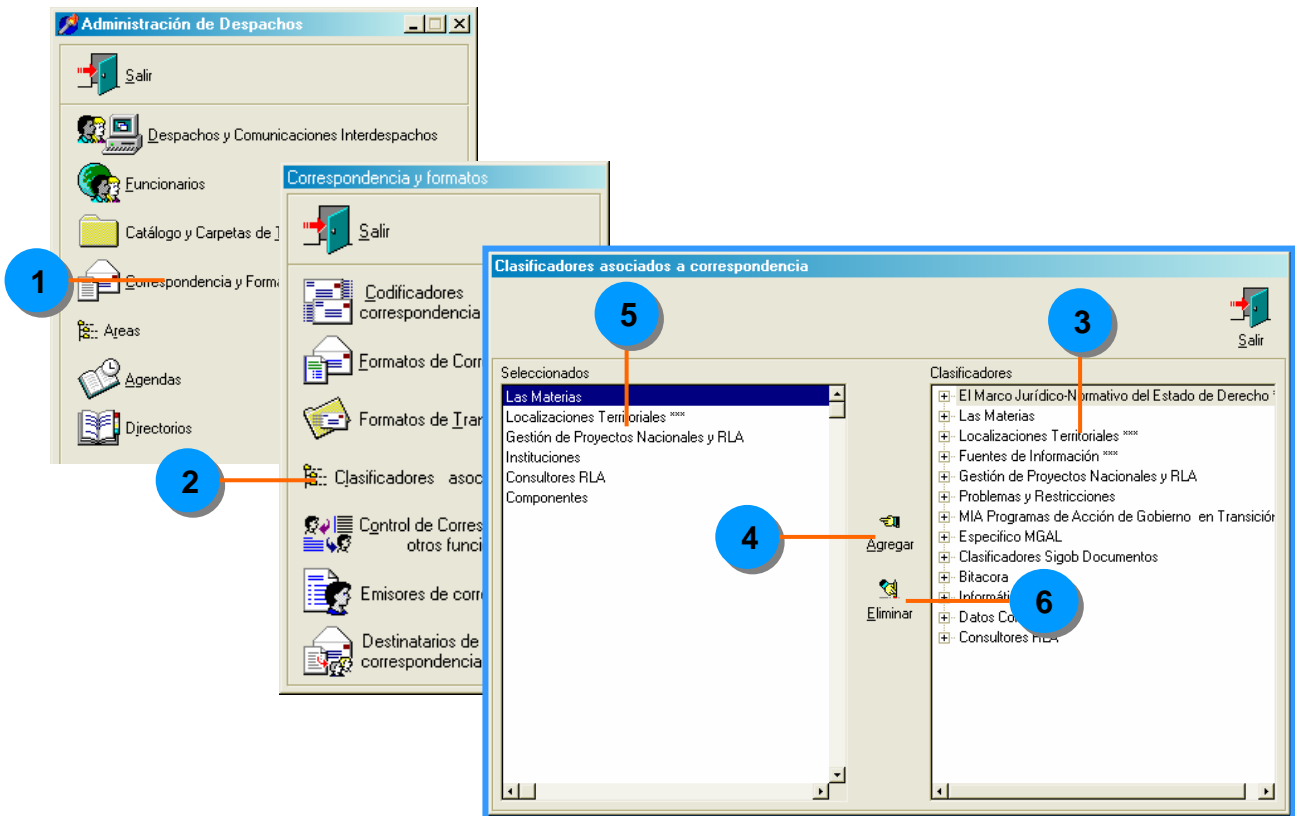 Administración de Despachos
Salir
Despachos y Comunicaciones Interdespachos
Funcionarios
Catálogo y Carpetas de
1
Correspondencia y Form
Areas
Agendas
Directorios
Correspondencia y formatos
Salir
Codificadores
correspondencia
Formatos de Corr
Formatos de Tran
2
Clasificadores asoc
Control de Corres
otros funci
Emisores de corr
Destinatarios de
correspondencia
Clasificadores asociados a correspondencia
5
3
Salir
Seleccionados
Las Materias
Localizaciones Territoriales ***
Gestión de Proyectos Nacionales y RLA
Instituciones
Consultores RLA
Componentes
4
Agregar
Eliminar
6
Clasificadores
El Marco Jurídico-Normativo del Estado de Derecho
Las Materias
Localizaciones Territoriales ***
Fuentes de Información ***
Gestión de Proyectos Nacionales y RLA
Problemas y Restricciones
MIA Programas de Acción de Gobierno en Transición
Especifico MGAL
Clasificadores Sigob Documentos
Bitacora
Informáti
Datos Co
Consultores RLA